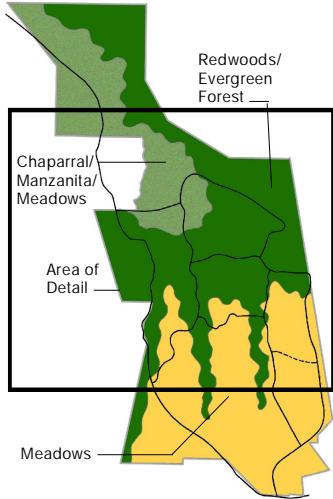 Redwoods/
Evergreen
Forest
Chaparral/
Manzanita/
Meadows
Area of
Detail
Meadows